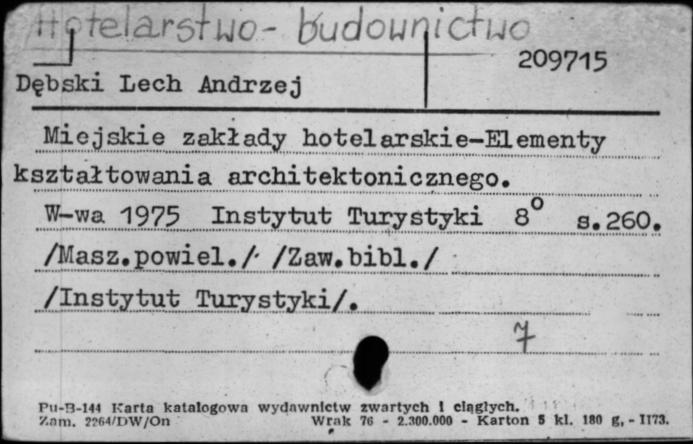 Hotelarstwo - budownictwo
209715
Dębski Lech Andrzej
Miejskie zakłady hotelarskie-Elementy
kształtowania architektonicznego.
W-wa 1975 Instytut Turystyki 8° s.260.
/Masz.powiel./ /Zaw.bibl./
/Instytut Turystyki/.
7
Pu-B-144 Karta katalogowa wydawnictw zwartych i ciągłych.
Zam. 2264/DW/On Wrak 76 - 2.300.000 - Karton 5 kl. 180 g. - II73.